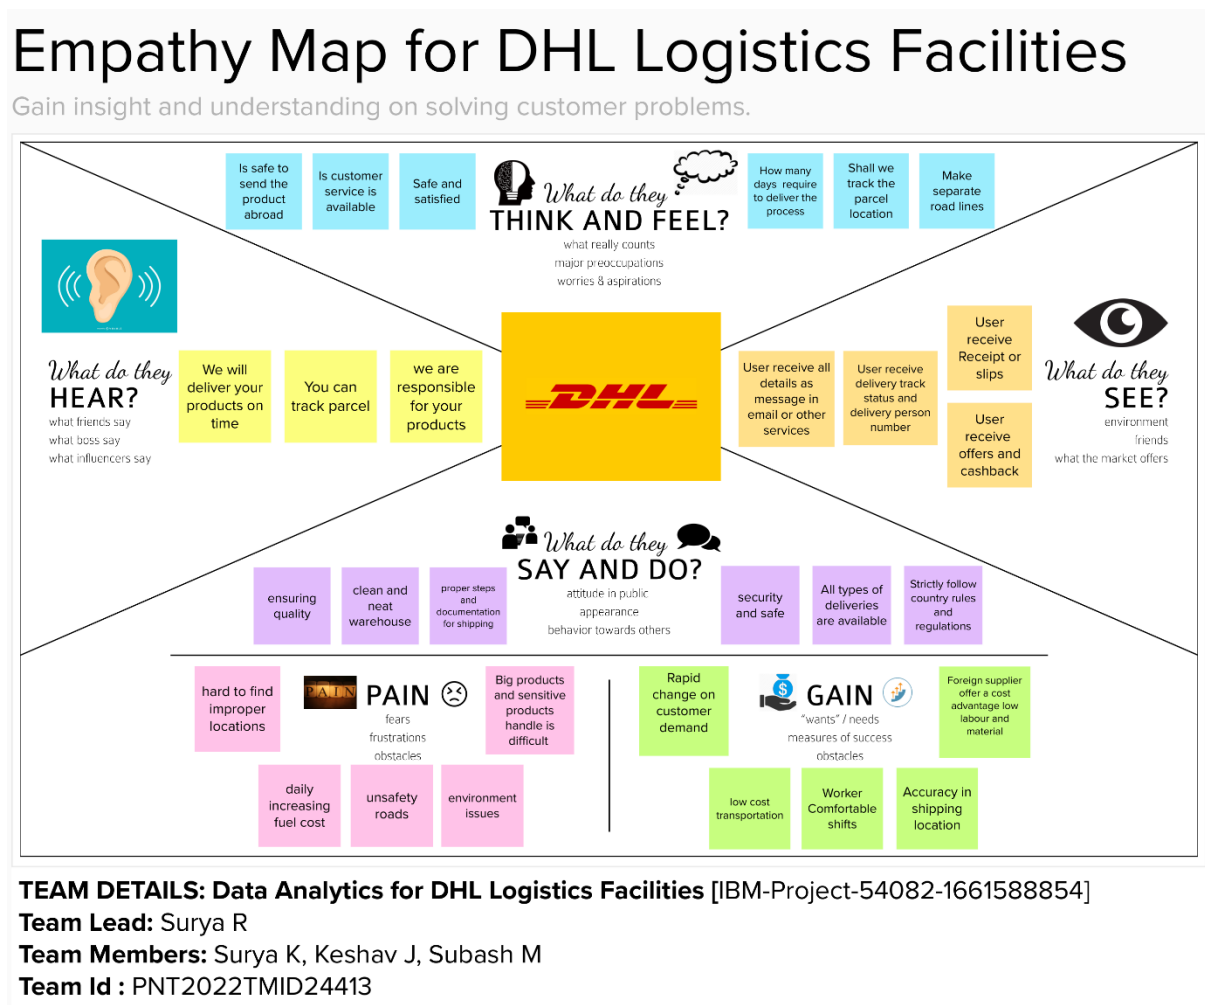 Empathy Map for DHL Logistics Facilities
Gain insight and understanding on solving customer problems.
Is safe to
send the
product
abroad
Is customer
service is
available
Safe and
satisfied
What do they
THINK AND FEEL?
what really counts
major preoccupations
worries & aspirations
How many
days require
to deliver the
process
Shall we
track the
parcel
location
Make
separate
road lines
What do they
HEAR?
what friends say
what boss say
what influencers say
We will
deliver your
products on
time
You can
track parcel
we are
responsible
for your
products
DHL
User receive all
details as
message in
email or other
services
User receive
delivery track
status and
delivery person
number
User
receive
Receipt or
slips
User
receive
offers and
cashback
What do they
SEE?
environment
friends
what the market offers
What do they
SAY AND DO?
attitude in public
appearance
behavior towards others
ensuring
quality
clean and
neat
warehouse
proper steps
and
documentation
for shipping
security
and safe
All types of
deliveries
are available
Strictly follow
country rules
and
regulations
hard to find
improper
locations
PAIN
PAIN
fears
frustrations
obstacles
Big products
and sensitive
products
handle is
difficult
daily
increasing
fuel cost
unsafety
roads
environment
issues
Rapid
change on
customer
demand
$
GAIN
"wants" / needs
measures of success
obstacles
Foreign supplier
offer a cost
advantage low
labour and
material
low cost
transportation
Worker
Comfortable
shifts
Accuracy in
shipping
location
TEAM DETAILS: Data Analytics for DHL Logistics Facilities [IBM-Project-54082-1661588854]
Team Lead: Surya R
Team Members: Surya K, Keshav J, Subash M
Team Id : PNT2022TMID24413